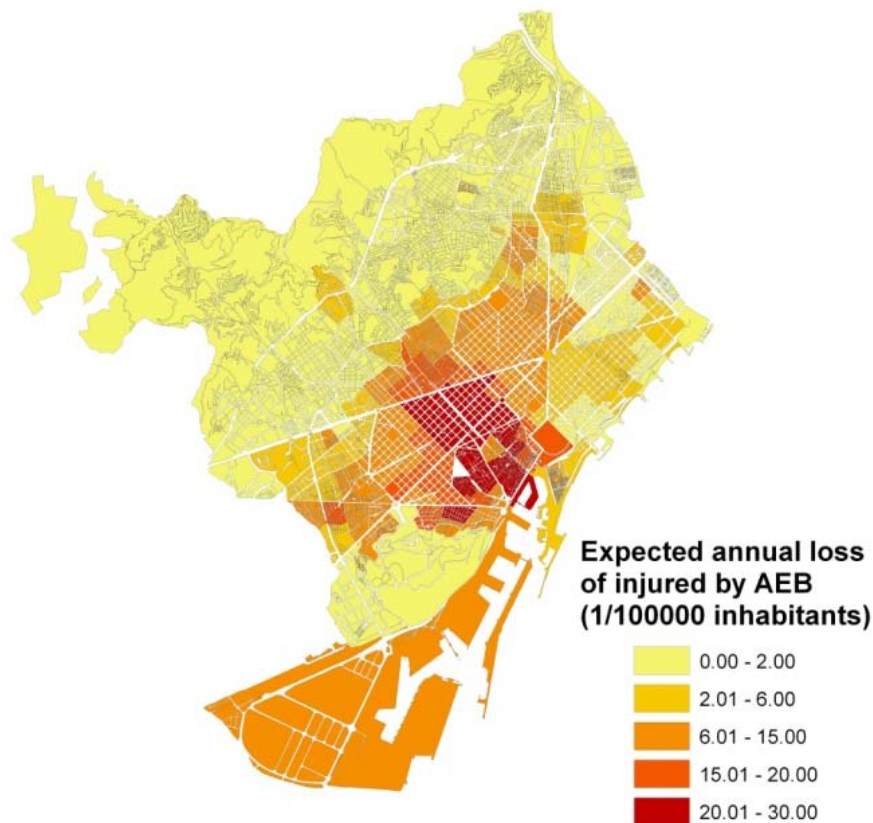 Expected annual loss
of injured by AEB
(1/100000 inhabitants)
0.00 - 2.00
2.01 - 6.00
6.01 - 15.00
15.01 - 20.00
20.01 - 30.00